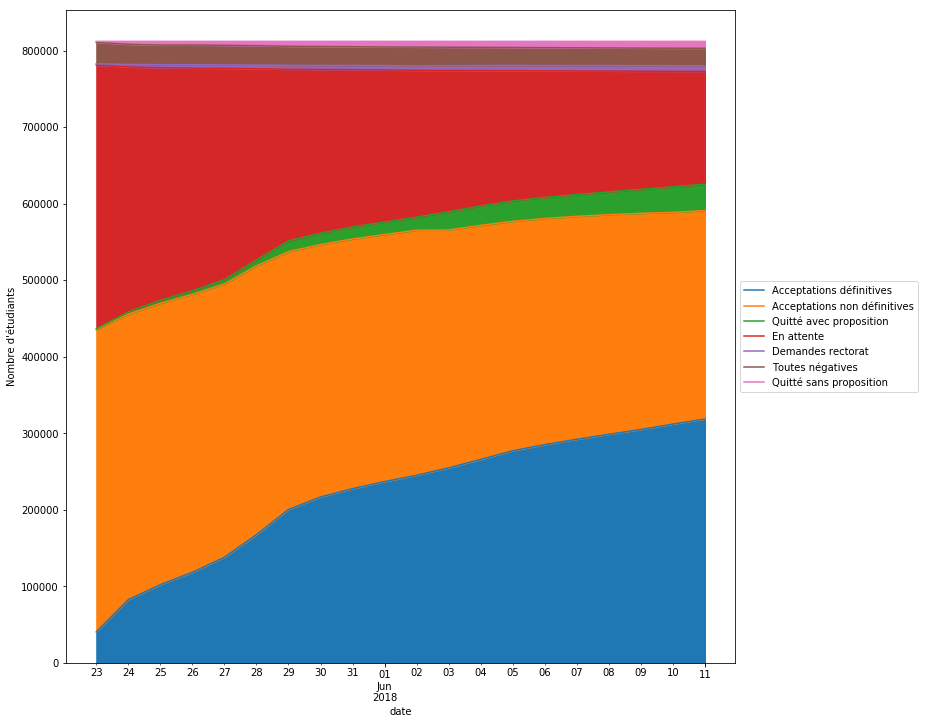 800000
700000
600000
500000
400000
300000
200000
100000
0
Nombre d'étudiants
23 24 25 26 27 28 29 30 31 01 02 03 04 05 06 07 08 09 10 11
Jun
2018
date
Acceptations définitives
Acceptations non définitives
Quitté avec proposition
En attente
Demandes rectorat
Toutes négatives
Quitté sans proposition